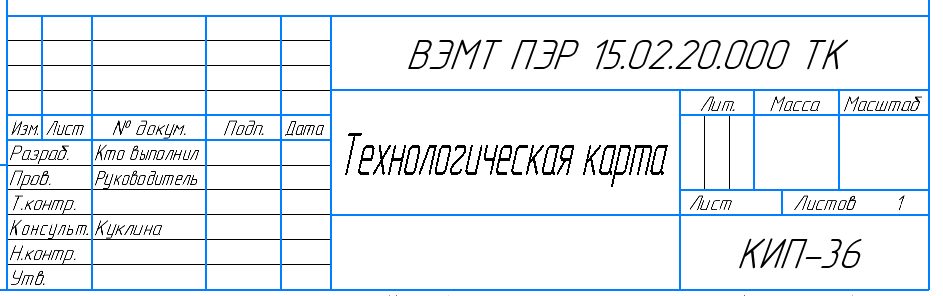 ВЭМТ ПЭР 15.02.20.000 ТК
Лит. Масса Масштаб
Изм. Лист № докум. Подп. Дата
Разраб. Кто выполнил
Технологическая карта
Пров. Руководитель
Т.контр.
Лист Листов 1
Консульт. Куклина
Н.контр.
КИП-36
Утв.